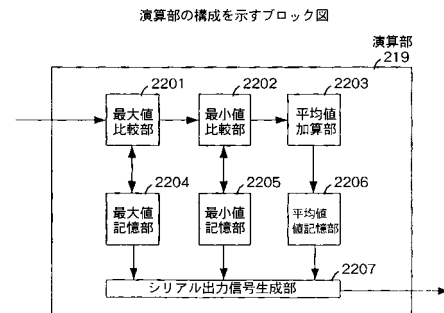 演算部の構成を示すブロック図
演算部
219
2201
2202
2203
最大値
比較部
最小値
比較部
平均値
加算部
2204
2205
2206
最大値
記憶部
最小値
記憶部
平均値
値記憶部
2207
シリアル出力信号生成部